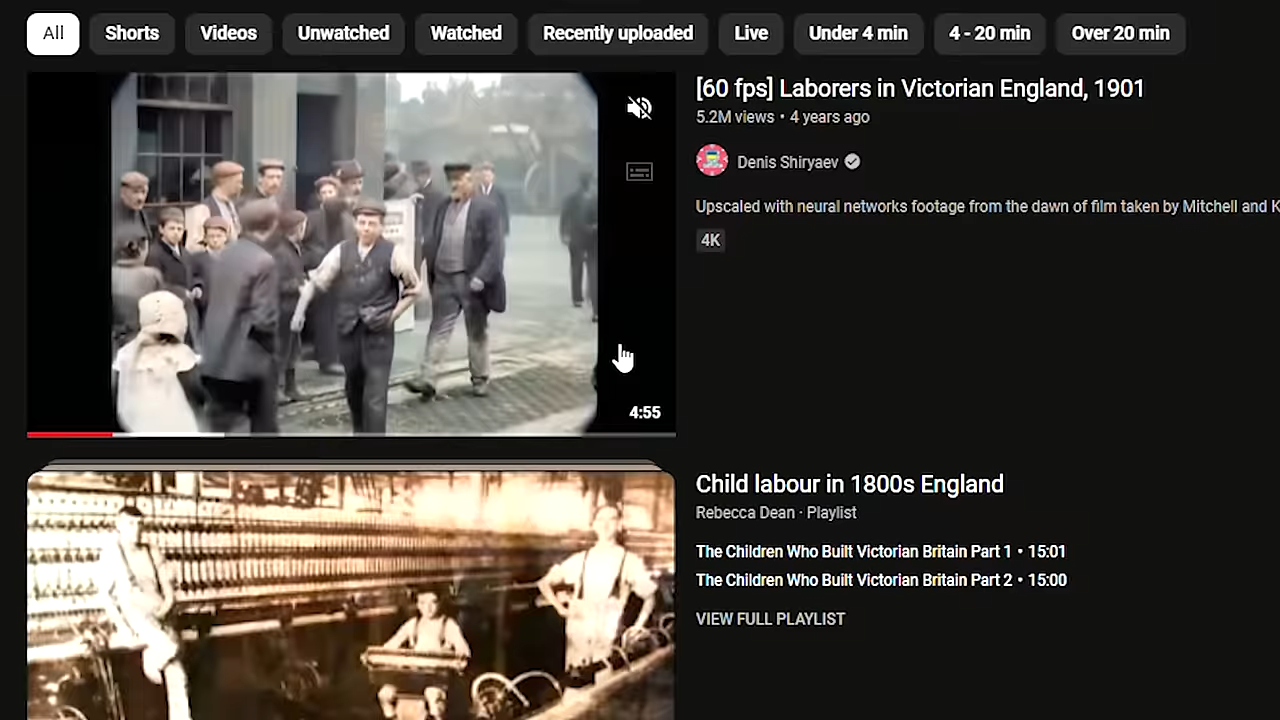 All Shorts Videos Unwatched Watched Recently uploaded Live Under 4 min 4 - 20 min Over 20 min
[60 fps] Laborers in Victorian England, 1901
5.2M views • 4 years ago
Denis Shiryaev
Upscaled with neural networks footage from the dawn of film taken by Mitchell and K
4K
4:55
Child labour in 1800s England
Rebecca Dean · Playlist
The Children Who Built Victorian Britain Part 1 • 15:01
The Children Who Built Victorian Britain Part 2 • 15:00
VIEW FULL PLAYLIST